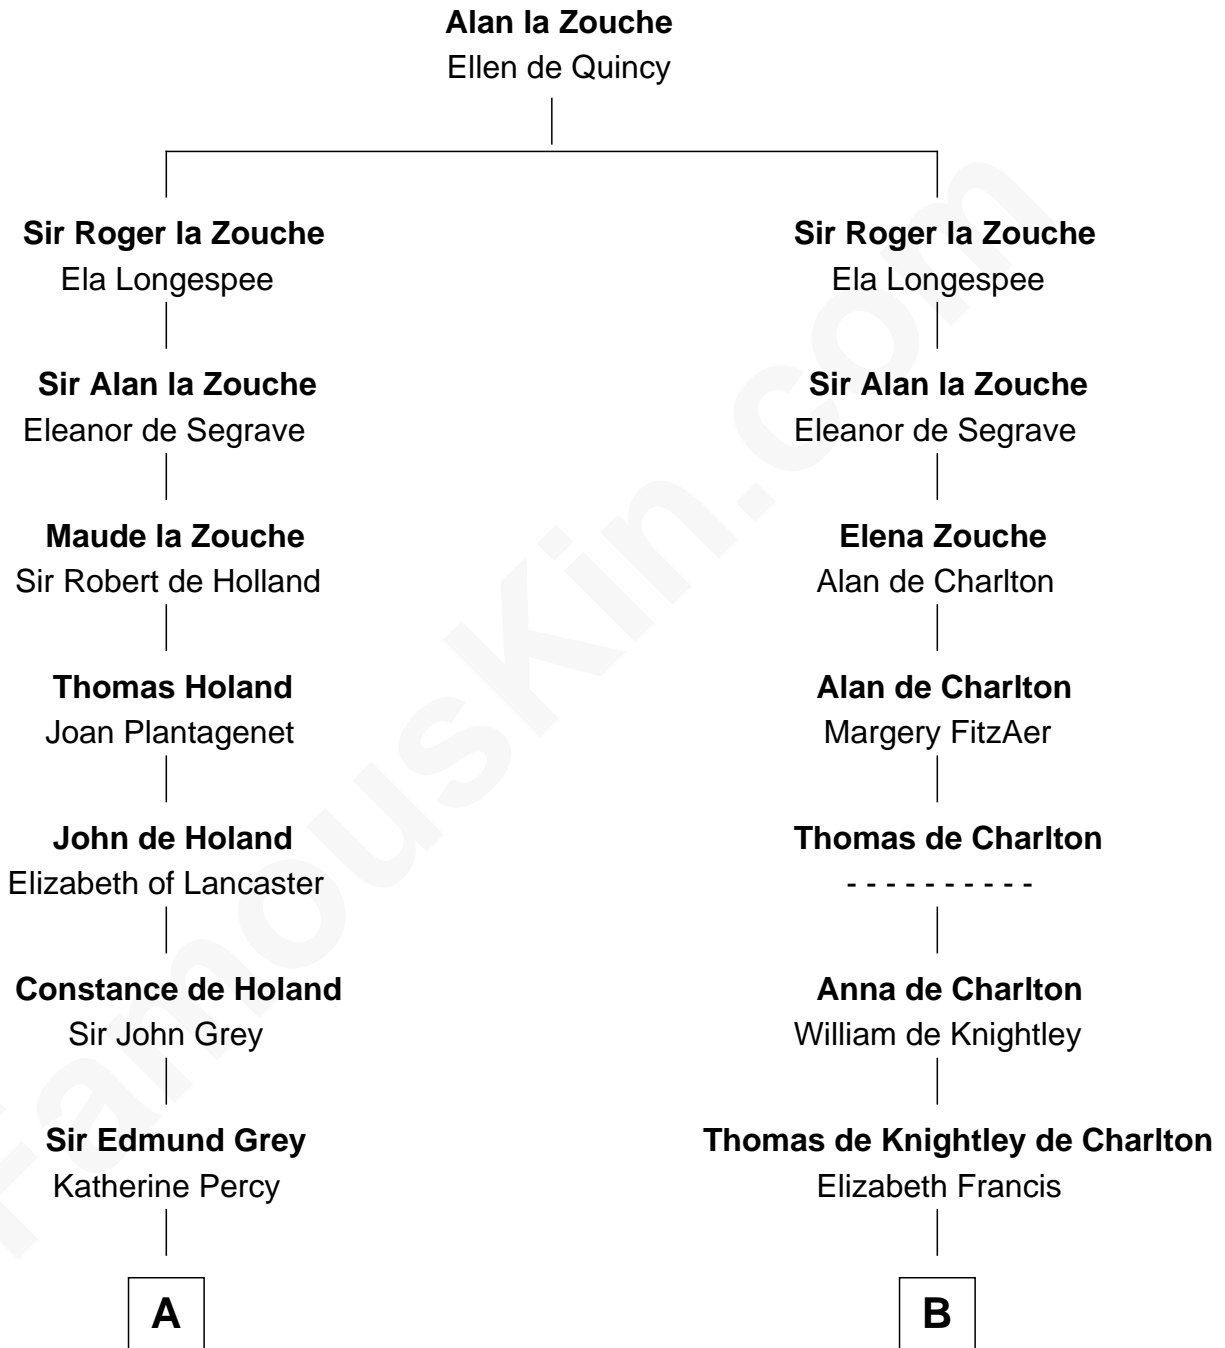 Alan la Zouche
Ellen de Quincy
Sir Roger la Zouche
Ela Longespee
Sir Alan la Zouche
Eleanor de Segrave
Maude la Zouche
Sir Robert de Holland
Thomas Holand
Joan Plantagenet
John de Holand
Elizabeth of Lancaster
Constance de Holand
Sir John Grey
Sir Edmund Grey
Katherine Percy
A
Sir Roger la Zouche
Ela Longespee
Sir Alan la Zouche
Eleanor de Segrave
Elena Zouche
Alan de Charlton
Alan de Charlton
Margery FitzAer
Thomas de Charlton
- - - - - - - - - -
Anna de Charlton
William de Knightley
Thomas de Knightley de Charlton
Elizabeth Francis
B
FamousKin.com